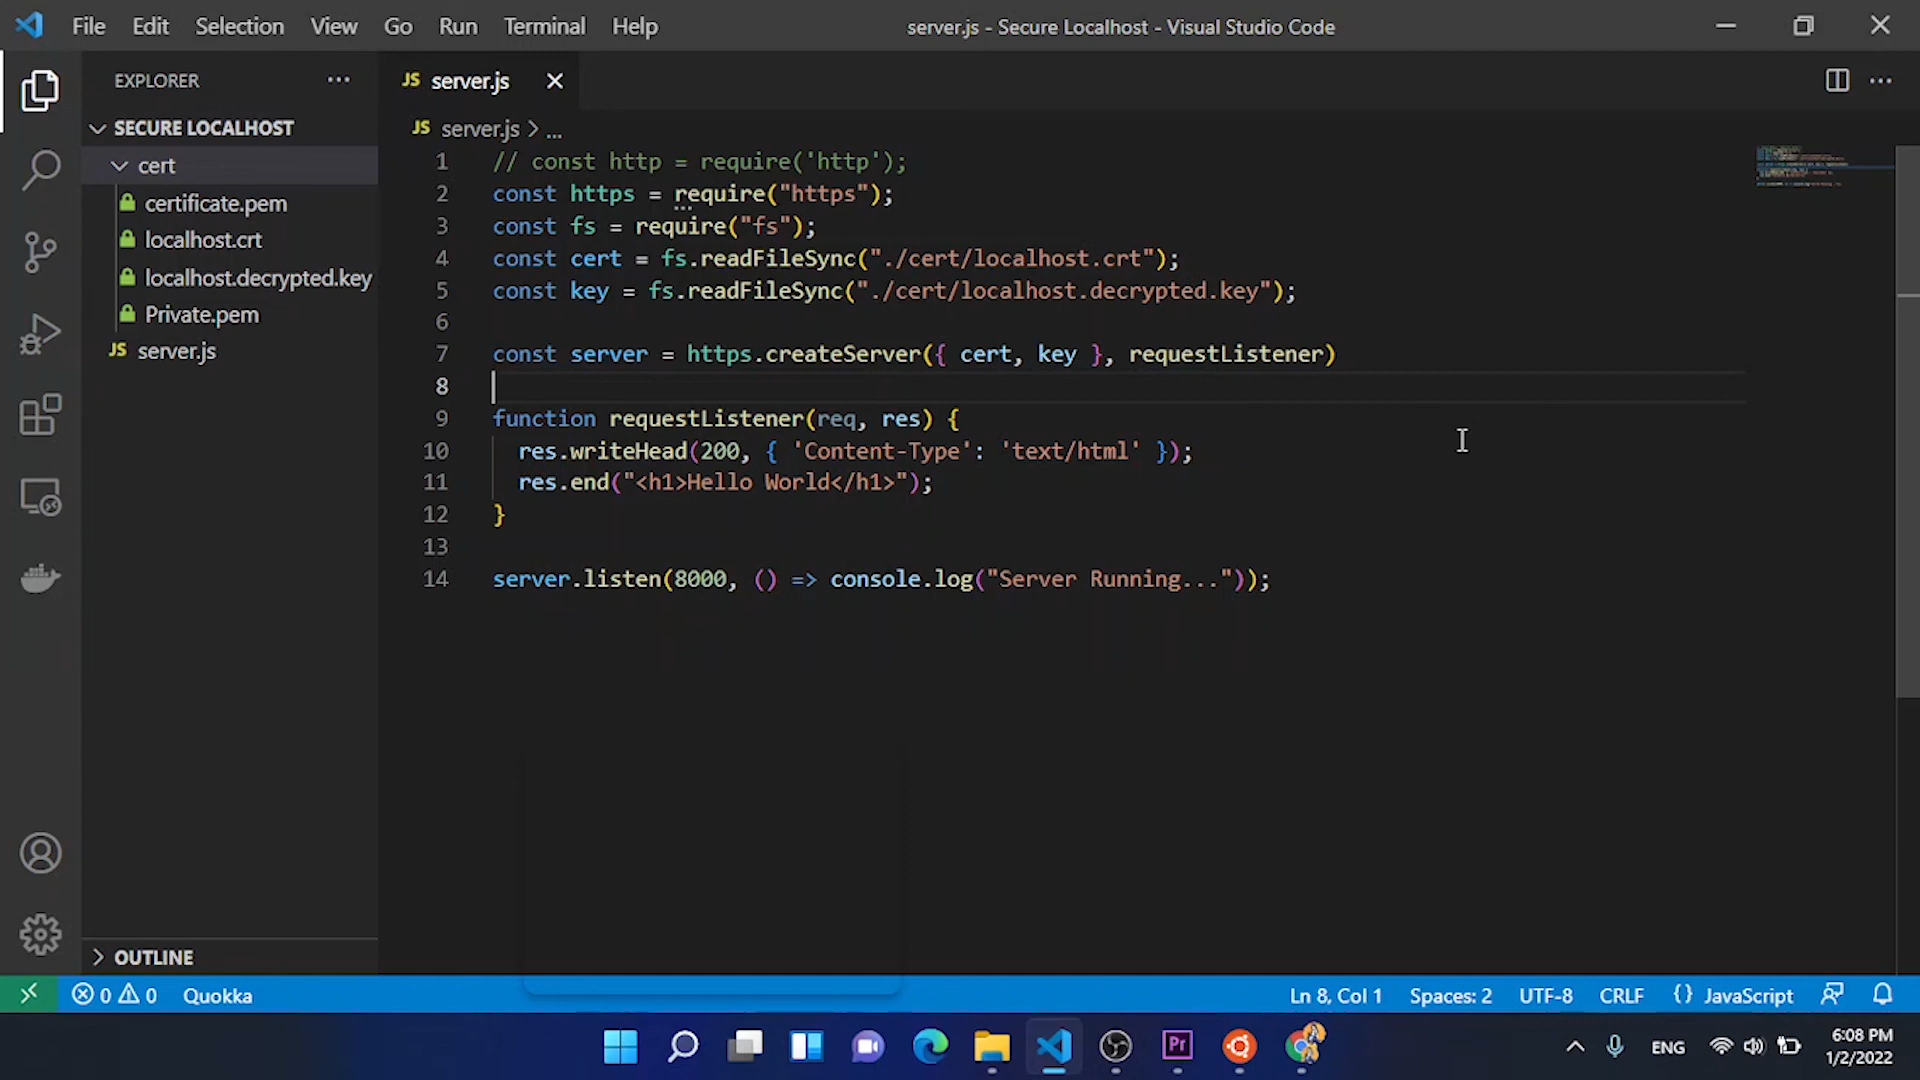 File Edit Selection View Go Run Terminal Help
server.js - Secure Localhost - Visual Studio Code
EXPLORER
SECURE LOCALHOST
cert
certificate.pem
localhost.crt
localhost.decrypted.key
Private.pem
JS server.js
OUTLINE
JS server.js
JS server.js > ...
1 // const http = require('http');
2 const https = require("https");
3 const fs = require("fs");
4 const cert = fs.readFileSync("./cert/localhost.crt");
5 const key = fs.readFileSync("./cert/localhost.decrypted.key");
6
7 const server = https.createServer({ cert, key }, requestListener)
8
9 function requestListener(req, res) {
10   res.writeHead(200, { 'Content-Type': 'text/html' });
11   res.end("<h1>Hello World</h1>");
12 }
13
14 server.listen(8000, () => console.log("Server Running..."));
0 0 Quokka
Ln 8, Col 1 Spaces: 2 UTF-8 CRLF {} JavaScript
Pr
ENG
6:08 PM
1/2/2022